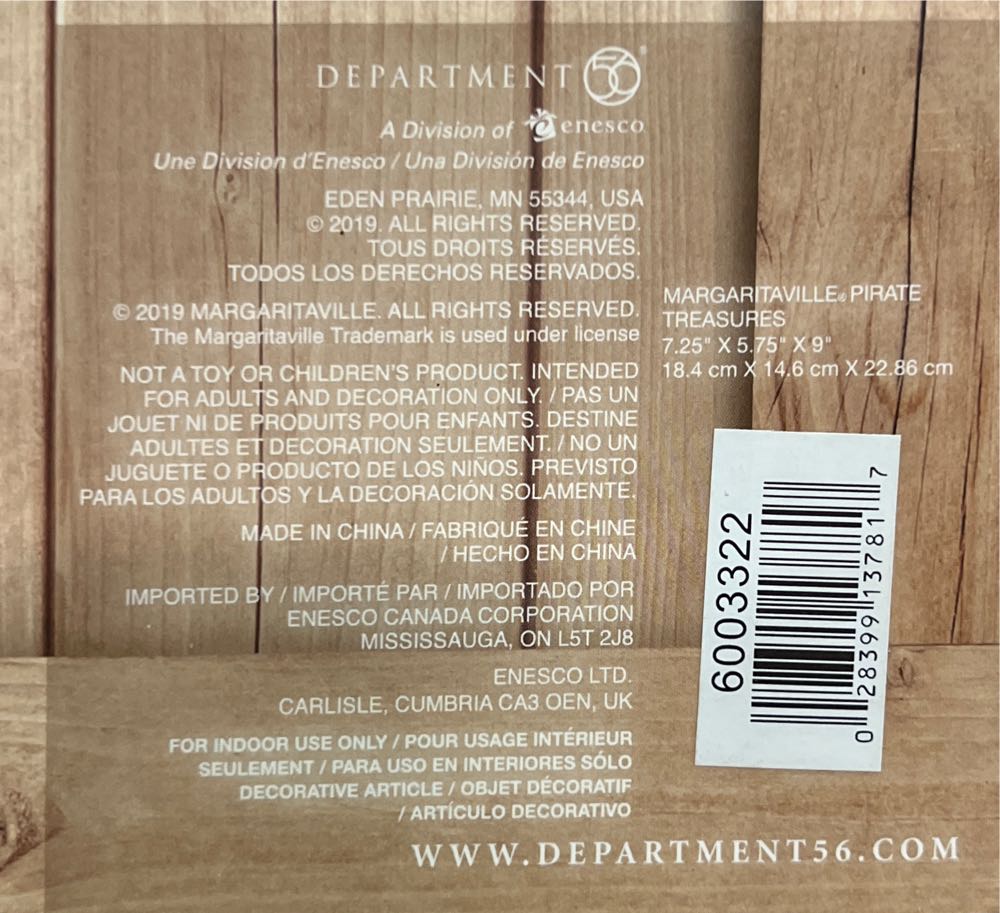 DEPARTMENT 56®
A Division of enesco
Une Division d'Enesco / Una División de Enesco
EDEN PRAIRIE, MN 55344, USA
© 2019. ALL RIGHTS RESERVED.
TOUS DROITS RÉSERVÉS.
TODOS LOS DERECHOS RESERVADOS.
© 2019 MARGARITAVILLE. ALL RIGHTS RESERVED.
The Margaritaville Trademark is used under license
NOT A TOY OR CHILDREN'S PRODUCT. INTENDED
FOR ADULTS AND DECORATION ONLY. / PAS UN
JOUET NI DE PRODUITS POUR ENFANTS. DESTINE
ADULTES ET DECORATION SEULEMENT. / NO UN
JUGUETE O PRODUCTO DE LOS NIÑOS. PREVISTO
PARA LOS ADULTOS Y LA DECORACIÓN SOLAMENTE.
MADE IN CHINA / FABRIQUÉ EN CHINE
/ HECHO EN CHINA
IMPORTED BY / IMPORTÉ PAR / IMPORTADO POR
ENESCO CANADA CORPORATION
MISSISSAUGA, ON L5T 2J8
ENESCO LTD.
CARLISLE, CUMBRIA CA3 OEN, UK
FOR INDOOR USE ONLY / POUR USAGE INTÉRIEUR
SEULEMENT / PARA USO EN INTERIORES SÓLO
DECORATIVE ARTICLE / OBJET DÉCORATIF
/ ARTÍCULO DECORATIVO
WWW.DEPARTMENT56.COM
MARGARITAVILLE® PIRATE
TREASURES
7.25" X 5.75" X 9"
18.4 cm X 14.6 cm X 22.86 cm
6003322
0 28399 13781 7